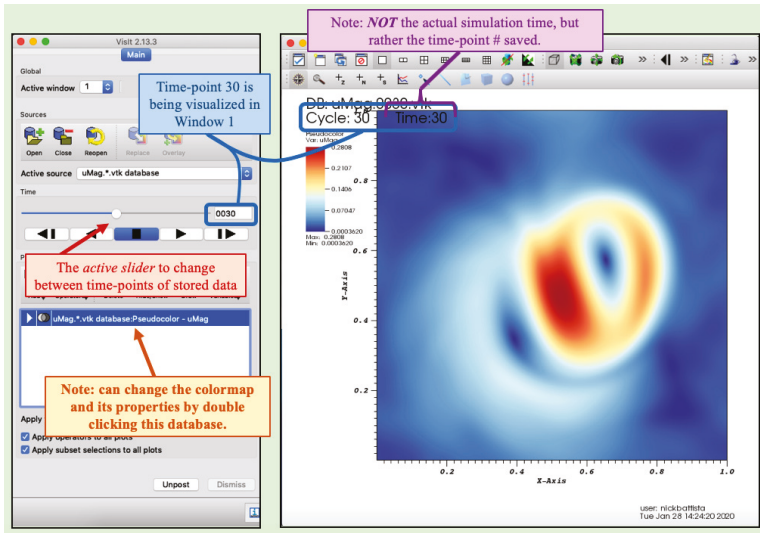 Note: NOT the actual simulation time, but
rather the time-point # saved.
VisIt 2.13.3
Main
Global
Active window 1
Time-point 30 is
being visualized in
Window 1
Sources
Open Close Reopen Replace Overlay
Active source uMag.*.vtk database
Time
0030
The active slider to change
between time-points of stored data
uMag.*.vtk database:Pseudocolor - uMag
Note: can change the colormap
and its properties by double
clicking this database.
Apply
Apply operators to all plots
Apply subset selections to all plots
Unpost Dismiss
DB: uMag.0030.vtk
Cycle: 30 Time:30
Pseudocolor
Var: uMag
0.2808
0.2107
0.1406
0.07047
0.0003620
Max: 0.2808
Min: 0.0003620
0.8
0.6
0.4
0.2
Y-Axis
0.2 0.4 0.6 0.8 1.0
X-Axis
user: nickbattista
Tue Jan 28 14:24:20 2020